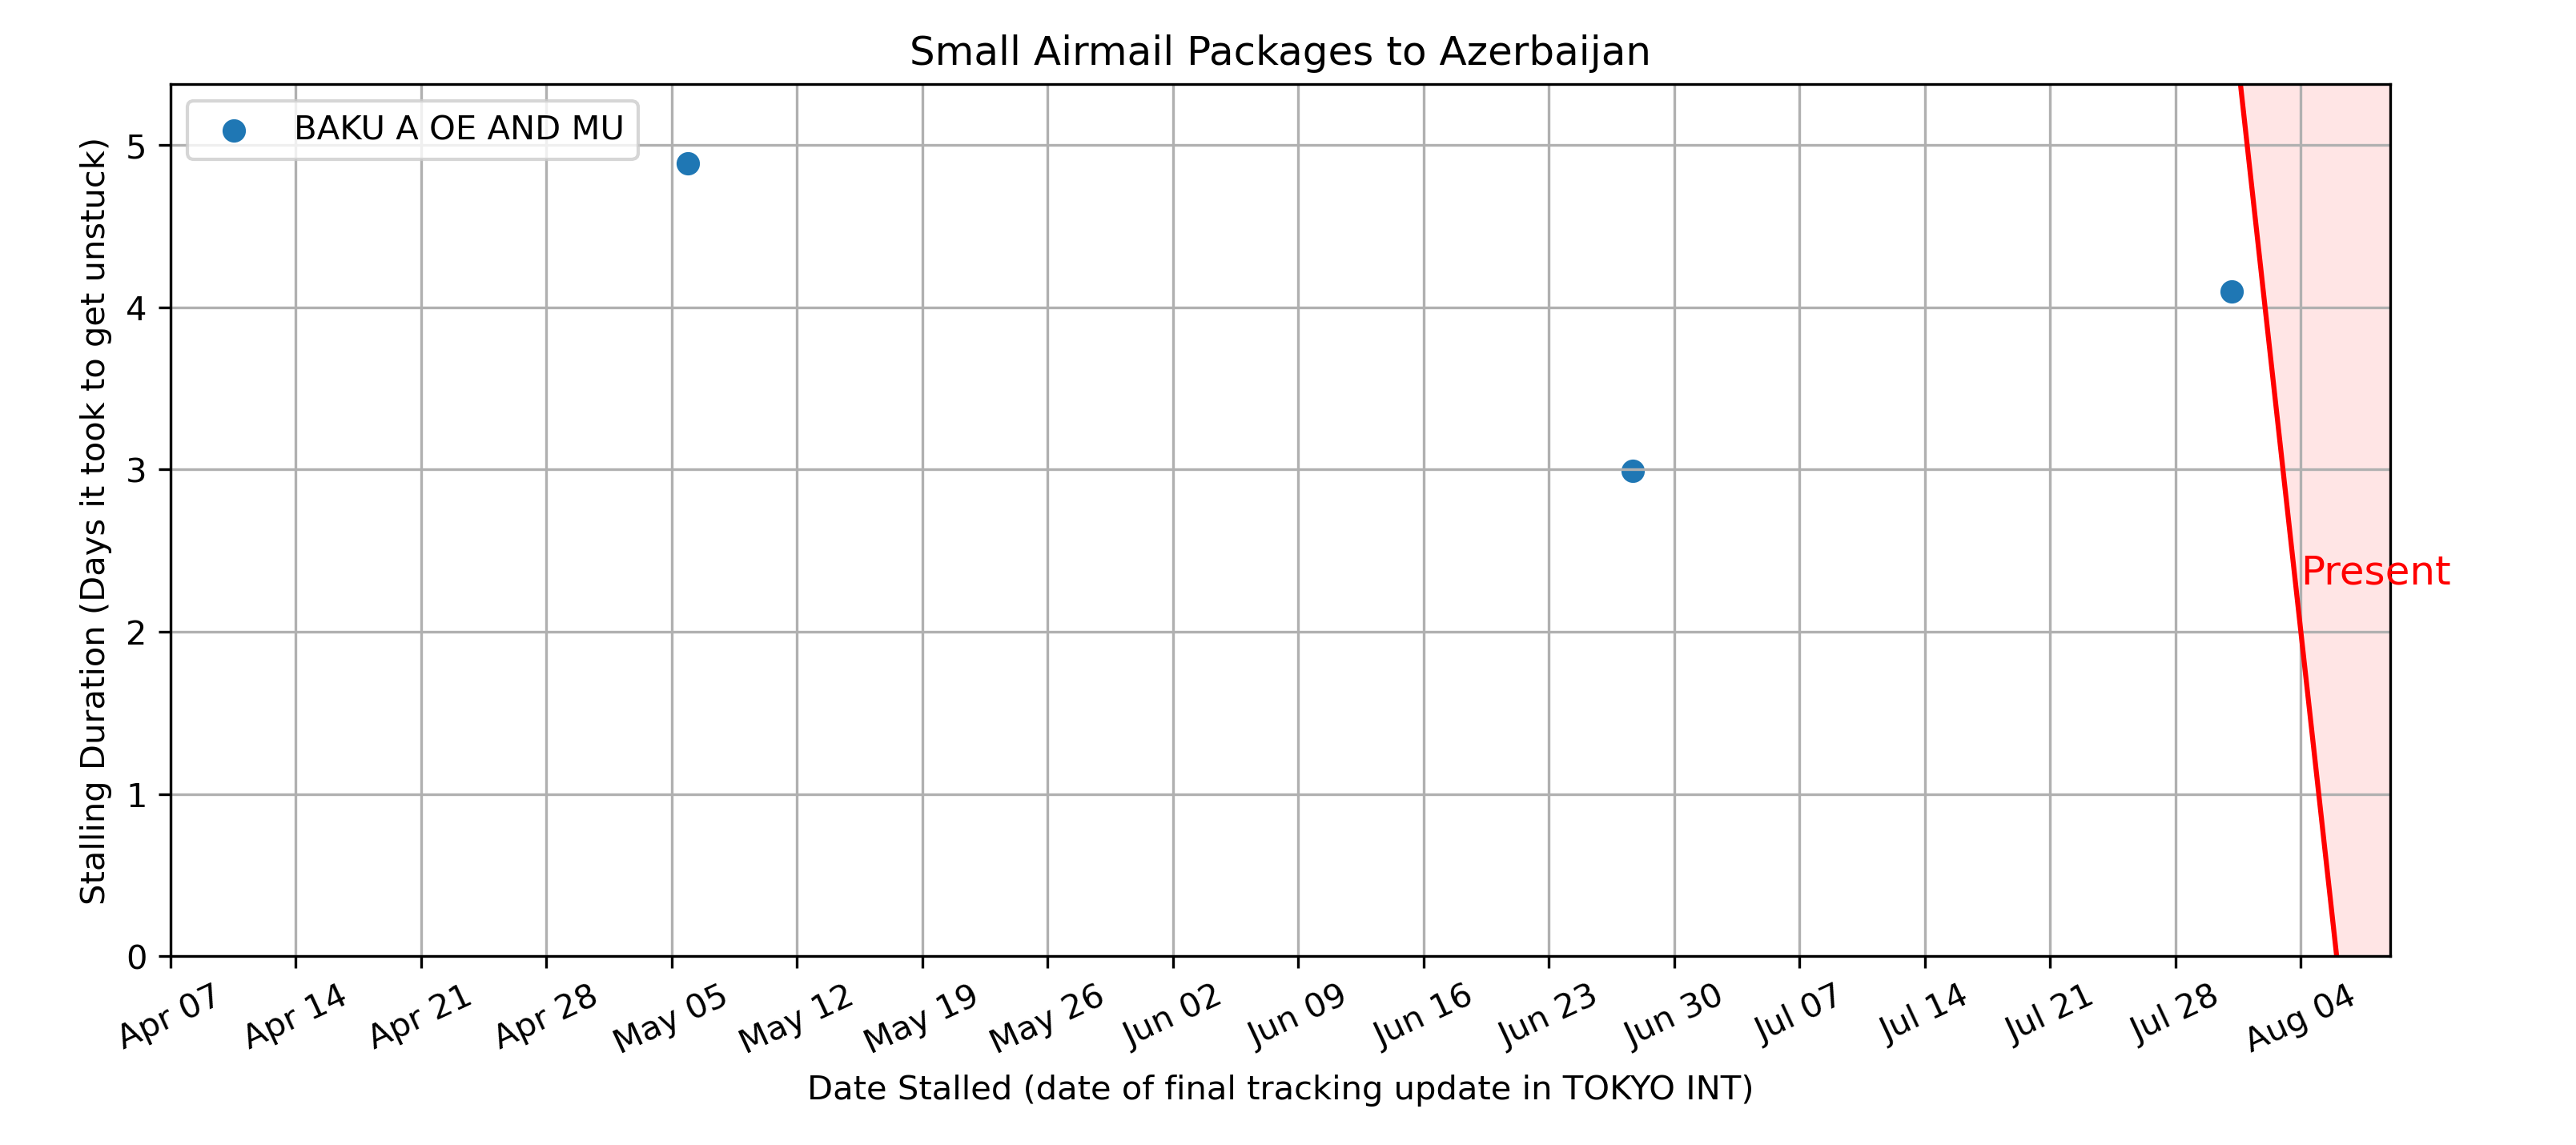 Small Airmail Packages to Azerbaijan
BAKU A OE AND MU
Stalling Duration (Days it took to get unstuck)
5
4
3
2
1
0
Present
Apr 07
Apr 14
Apr 21
Apr 28
May 05
May 12
May 19
May 26
Jun 02
Jun 09
Jun 16
Jun 23
Jun 30
Jul 07
Jul 14
Jul 21
Jul 28
Aug 04
Date Stalled (date of final tracking update in TOKYO INT)